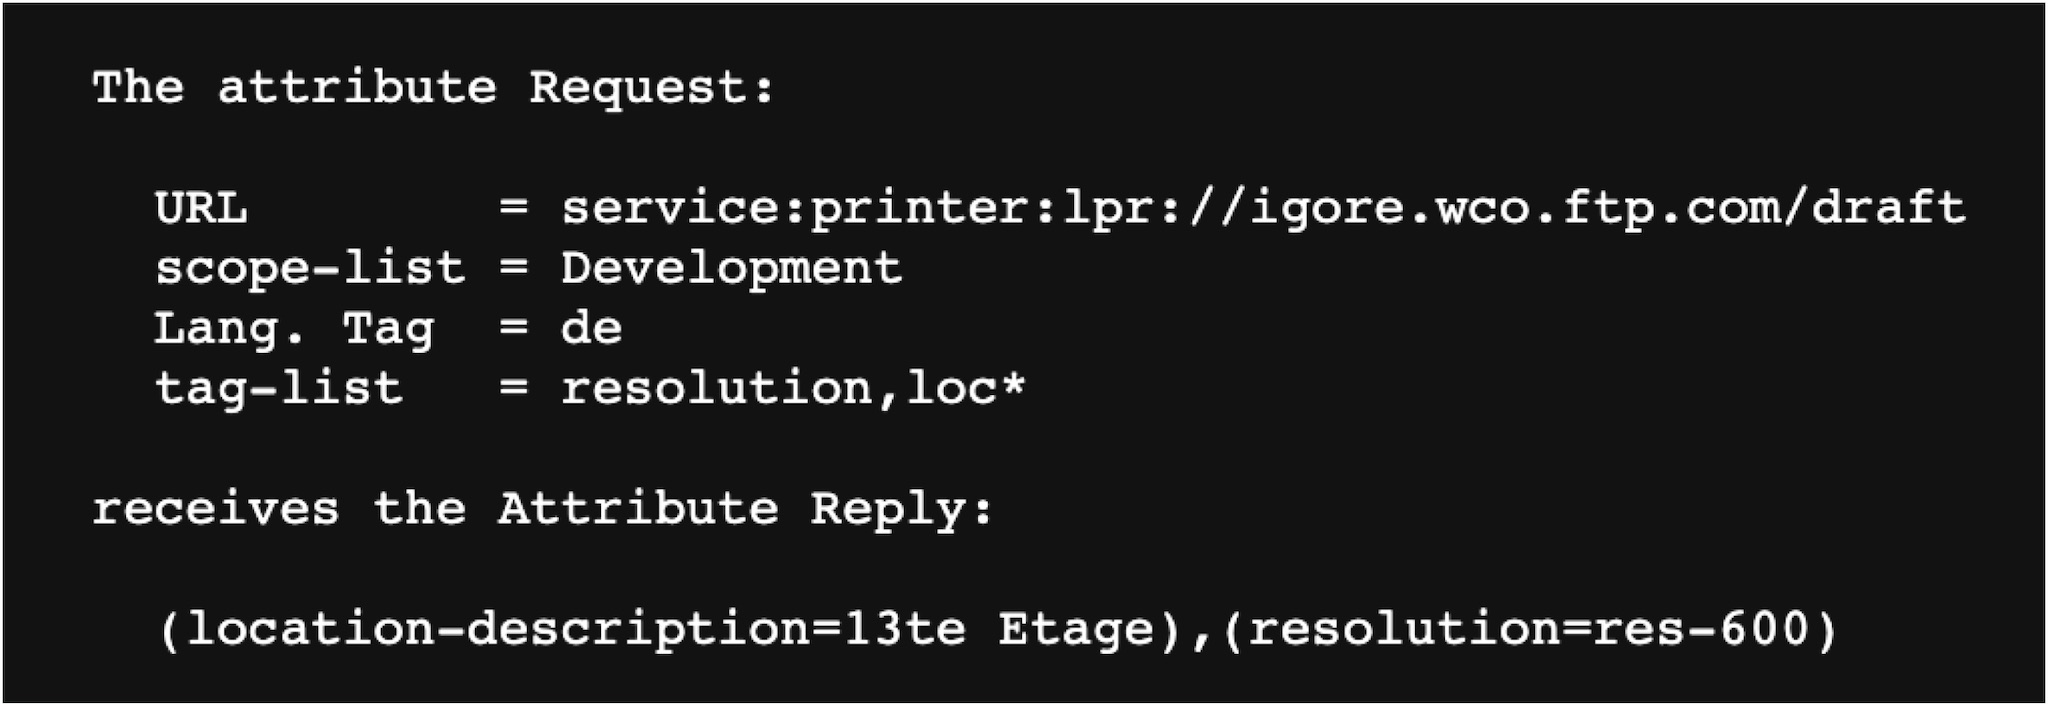 The attribute Request:
URL = service:printer:lpr://igore.wco.ftp.com/draft
scope-list = Development
Lang. Tag = de
tag-list = resolution,loc*
receives the Attribute Reply:
(location-description=13te Etage),(resolution=res-600)